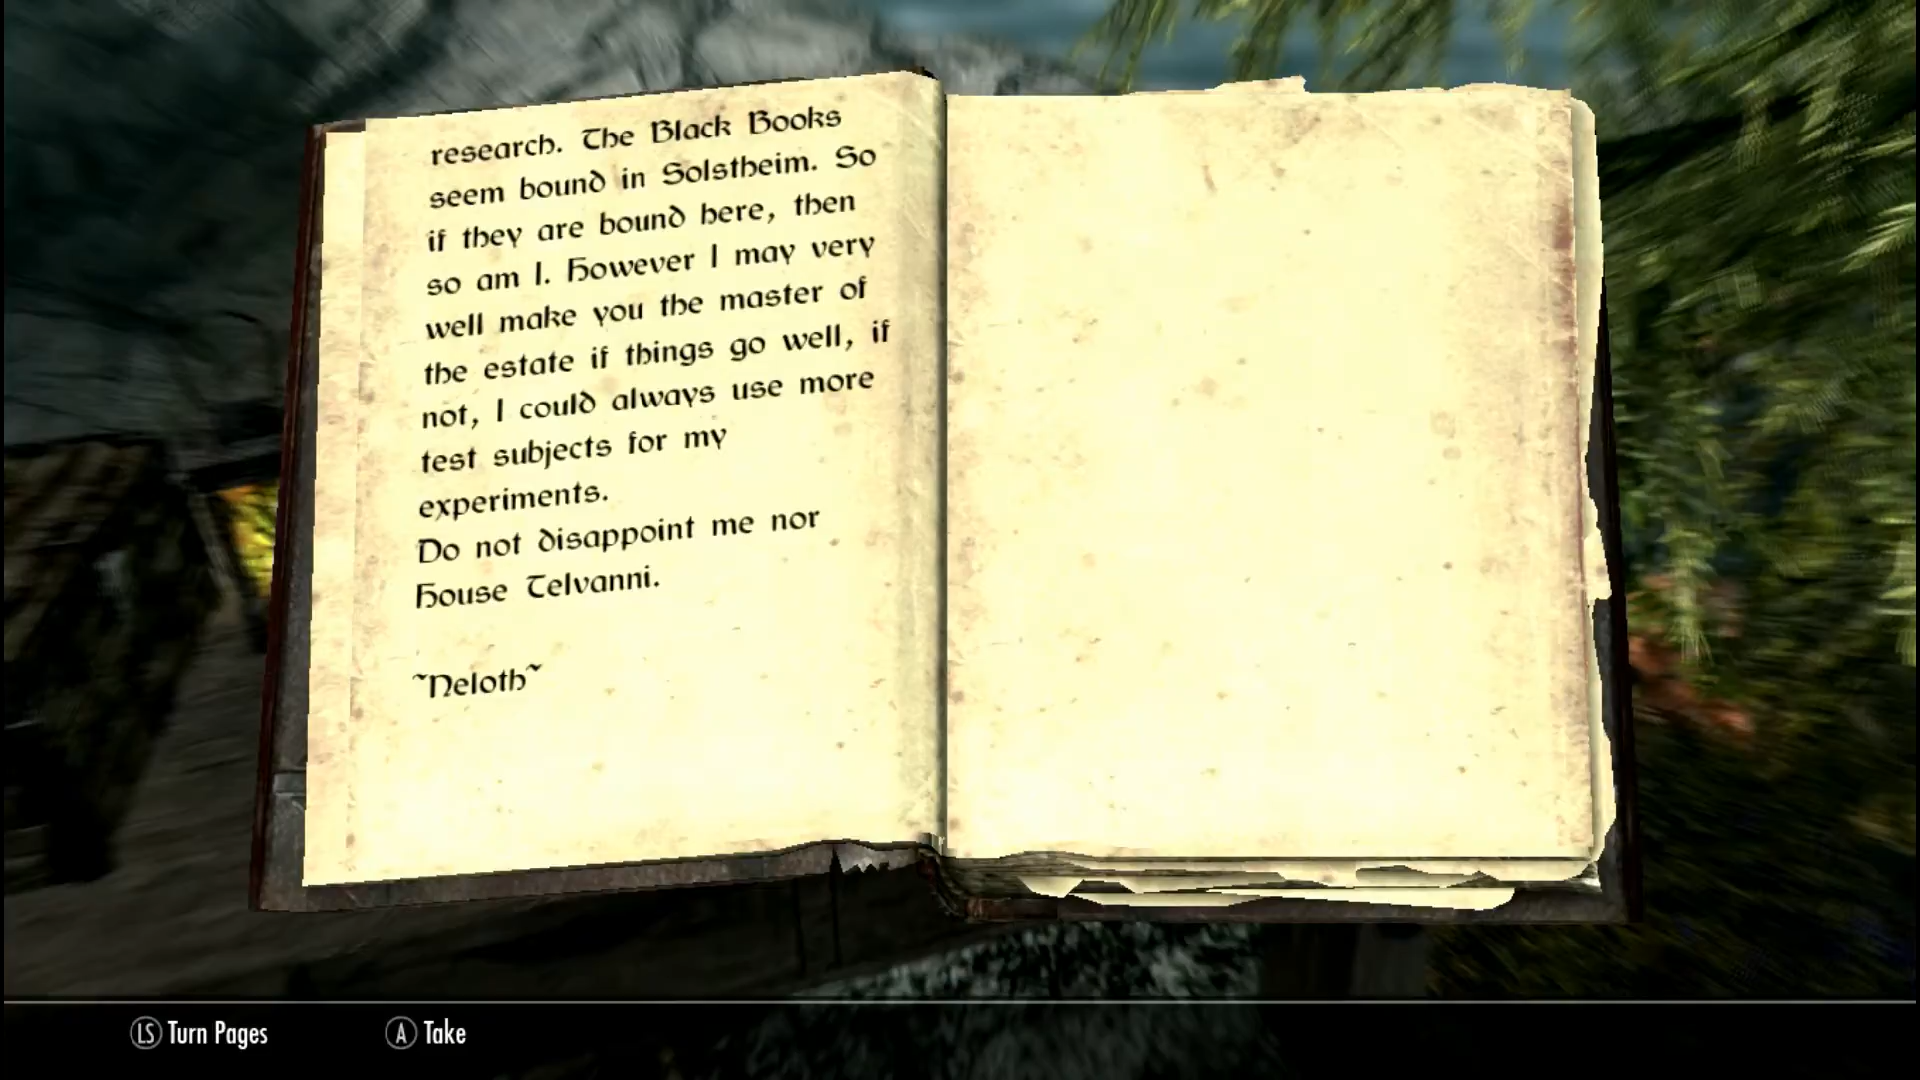 research. The Black Books
seem bound in Solstheim. So
if they are bound here, then
so am I. However I may very
well make you the master of
the estate if things go well, if
not, I could always use more
test subjects for my
experiments.
Do not disappoint me nor
House Telvanni.
~Neloth~
LS Turn Pages
A Take